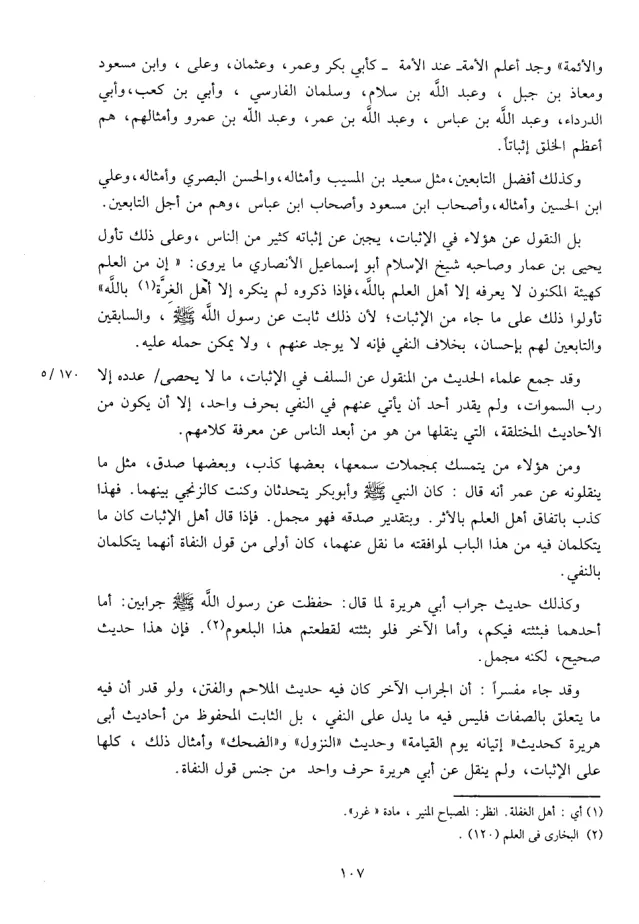 والأئمة» وجد أعلم الأمةـ عند الأمة ـ كأبي بكر وعمر، وعثمان، وعلى ، وابن مسعود
ومعاذ بن جبل ، وعبد اللَّه بن سلام، وسلمان الفارسي ، وأبي بن كعب،وأبي
الدرداء، وعبد اللَّه بن عباس ، وعبد اللَّه بن عمر، وعبد اللَّه بن عمرو وأمثالهم، هم
أعظم الخلق إثباتاً.
وكذلك أفضل التابعين،مثل سعيد بن المسيب وأمثاله،والحسن البصري وأمثاله،وعلي
ابن الحسين وأمثاله،وأصحاب ابن مسعود وأصحاب ابن عباس ،وهم من أجل التابعين.
بل النقول عن هؤلاء في الإثبات، يجبن عن إثباته كثير من الناس ،وعلى ذلك تأول
يحيى بن عمار وصاحبه شيخ الإسلام أبو إسماعيل الأنصاري ما يروى: « إن من العلم
كهيئة المكنون لا يعرفه إلا أهل العلم باللَّه،فإذا ذكروه لم ينكره إلا أهل الغِرة(١) باللَّه»
تأولوا ذلك على ما جاء من الإثبات؛ لأن ذلك ثابت عن رسول اللَّه ﷺ ، والسابقين
والتابعين لهم بإحسان، بخلاف النفي فإنه لا يوجد عنهم ، ولا يمكن حمله عليه.
وقد جمع علماء الحديث من المنقول عن السلف في الإثبات، ما لا يحصى/ عدده إلا ٥/١٧٠
رب السموات، ولم يقدر أحد أن يأتي عنهم في النفي بحرف واحد، إلا أن يكون من
الأحاديث المختلقة، التي ينقلها من هو من أبعد الناس عن معرفة كلامهم.
ومن هؤلاء من يتمسك بمجملات سمعها، بعضها كذب، وبعضها صدق، مثل ما
ينقلونه عن عمر أنه قال : كان النبي ﷺ وأبوبكر يتحدثان وكنت كالزنجي بينهما. فهذا
كذب باتفاق أهل العلم بالأثر. وبتقدير صدقه فهو مجمل. فإذا قال أهل الإثبات كان ما
يتكلمان فيه من هذا الباب لموافقته ما نقل عنهما، كان أولى من قول النفاة أنهما يتكلمان
بالنفي.
وكذلك حديث جراب أبي هريرة لما قال: حفظت عن رسول اللَّه ﷺ جرابين: أما
أحدهما فبثثته فيكم، وأما الآخر فلو بثثته لقطعتم هذا البلعوم(٢). فإن هذا حديث
صحيح، لكنه مجمل.
وقد جاء مفسراً : أن الجراب الآخر كان فيه حديث الملاحم والفتن، ولو قدر أن فيه
ما يتعلق بالصفات فليس فيه ما يدل على النفي ، بل الثابت المحفوظ من أحاديث أبى
هريرة كحديث« إتيانه يوم القيامة» وحديث «النزول» و«الضحك» وأمثال ذلك ، كلها
على الإثبات، ولم ينقل عن أبي هريرة حرف واحد من جنس قول النفاة.
(١) أي : أهل الغفلة. انظر: المصباح المنير ، مادة « غرر».
(٢) البخارى فى العلم (١٢٠) .
١٠٧